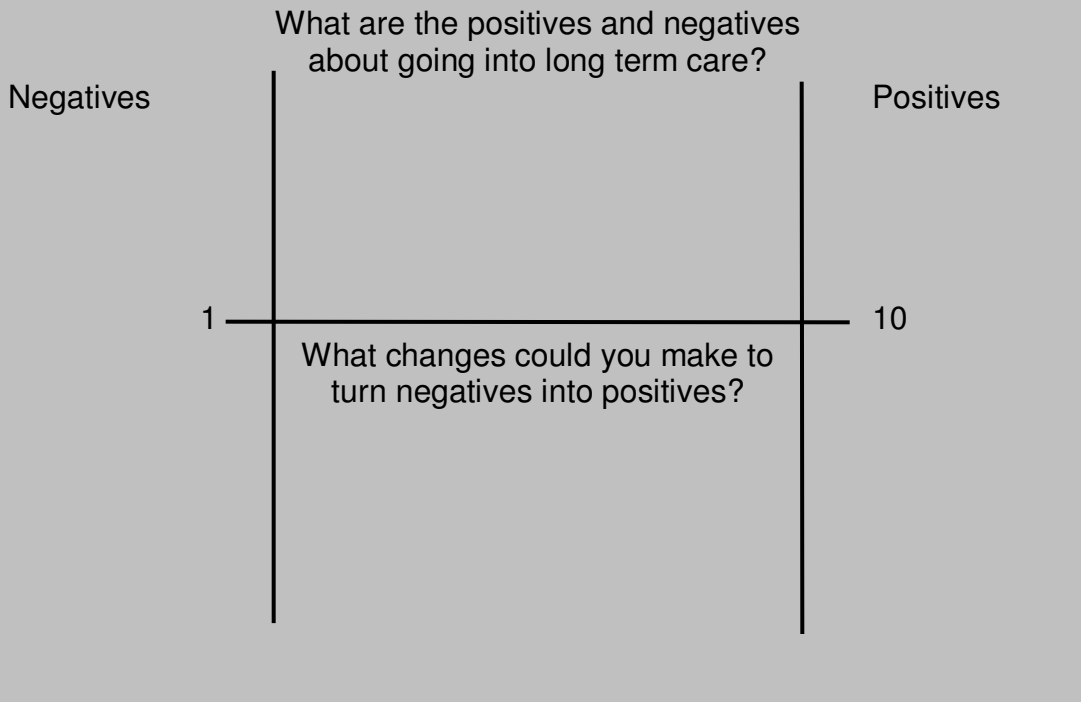 What are the positives and negatives
about going into long term care?
Negatives
Positives
1
10
What changes could you make to
turn negatives into positives?